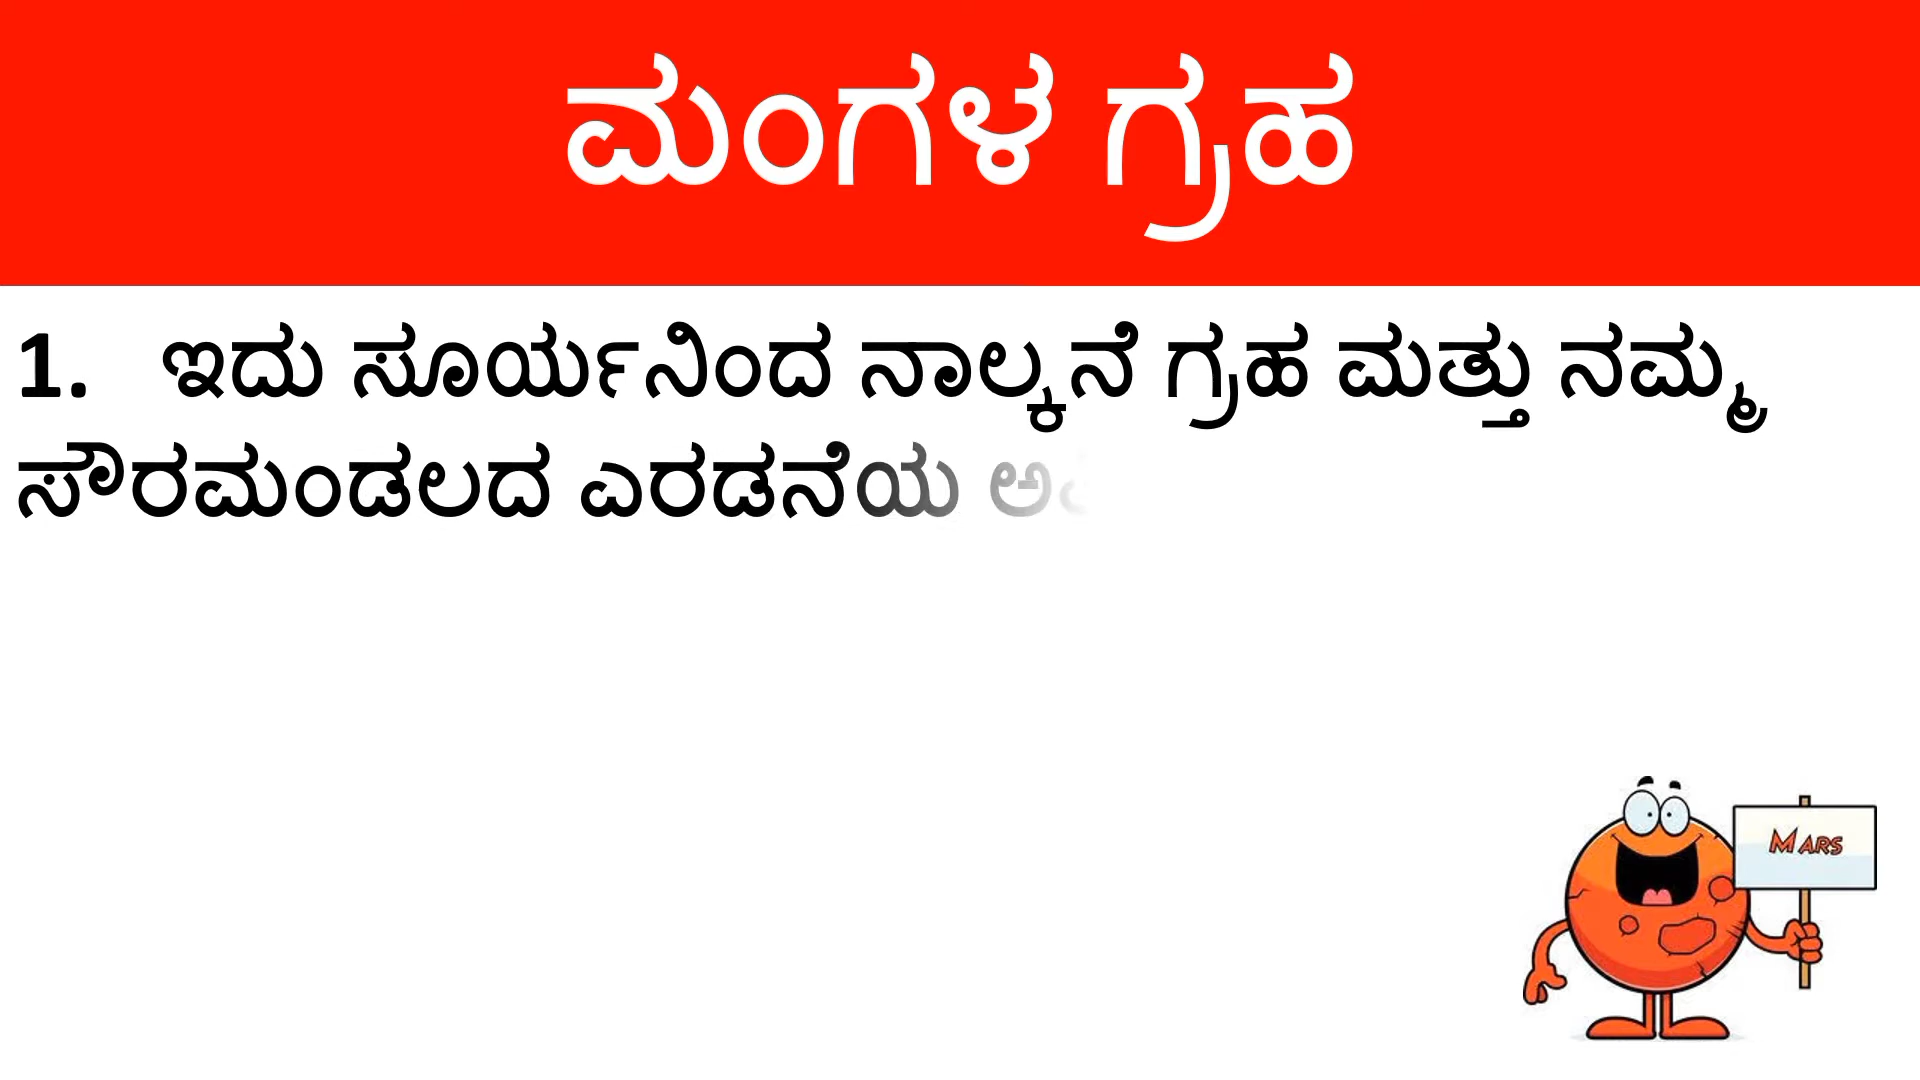 ಮಂಗಳ ಗ್ರಹ
1. ಇದು ಸೂರ್ಯನಿಂದ ನಾಲ್ಕನೆ ಗ್ರಹ ಮತ್ತು ನಮ್ಮ
ಸೌರಮಂಡಲದ ಎರಡನೆಯ
MARS